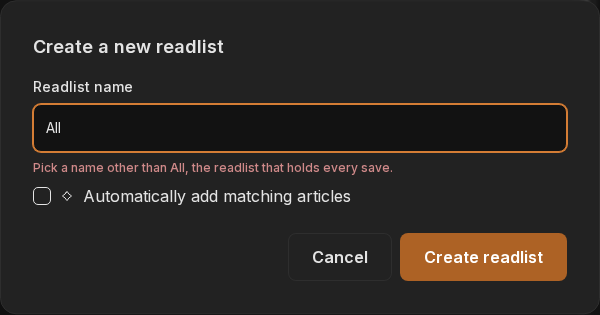 Create a new readlist
Readlist name
All
Pick a name other than All, the readlist that holds every save.
Automatically add matching articles
Cancel
Create readlist